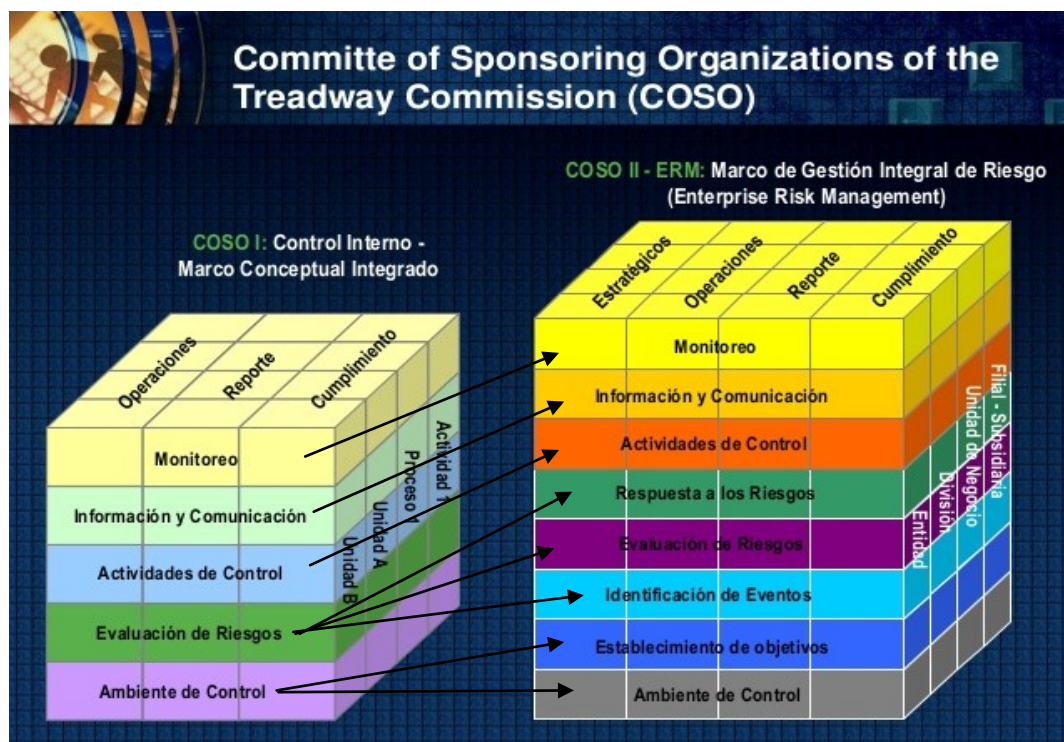 Committe of Sponsoring Organizations of the
Treadway Commission (COSO)
COSO I: Control Interno -
Marco Conceptual Integrado
Operaciones
Reporte
Cumplimiento
Monitoreo
Información y Comunicación
Actividades de Control
Evaluación de Riesgos
Ambiente de Control
Unidad B
Unidad A
Proceso 1
Actividad 1
COSO II - ERM: Marco de Gestión Integral de Riesgo
(Enterprise Risk Management)
Estratégicos
Operaciones
Reporte
Cumplimiento
Monitoreo
Información y Comunicación
Actividades de Control
Respuesta a los Riesgos
Evaluación de Riesgos
Identificación de Eventos
Establecimiento de objetivos
Ambiente de Control
Entidad
División
Unidad de Negocio
Filial - Subsidiaria